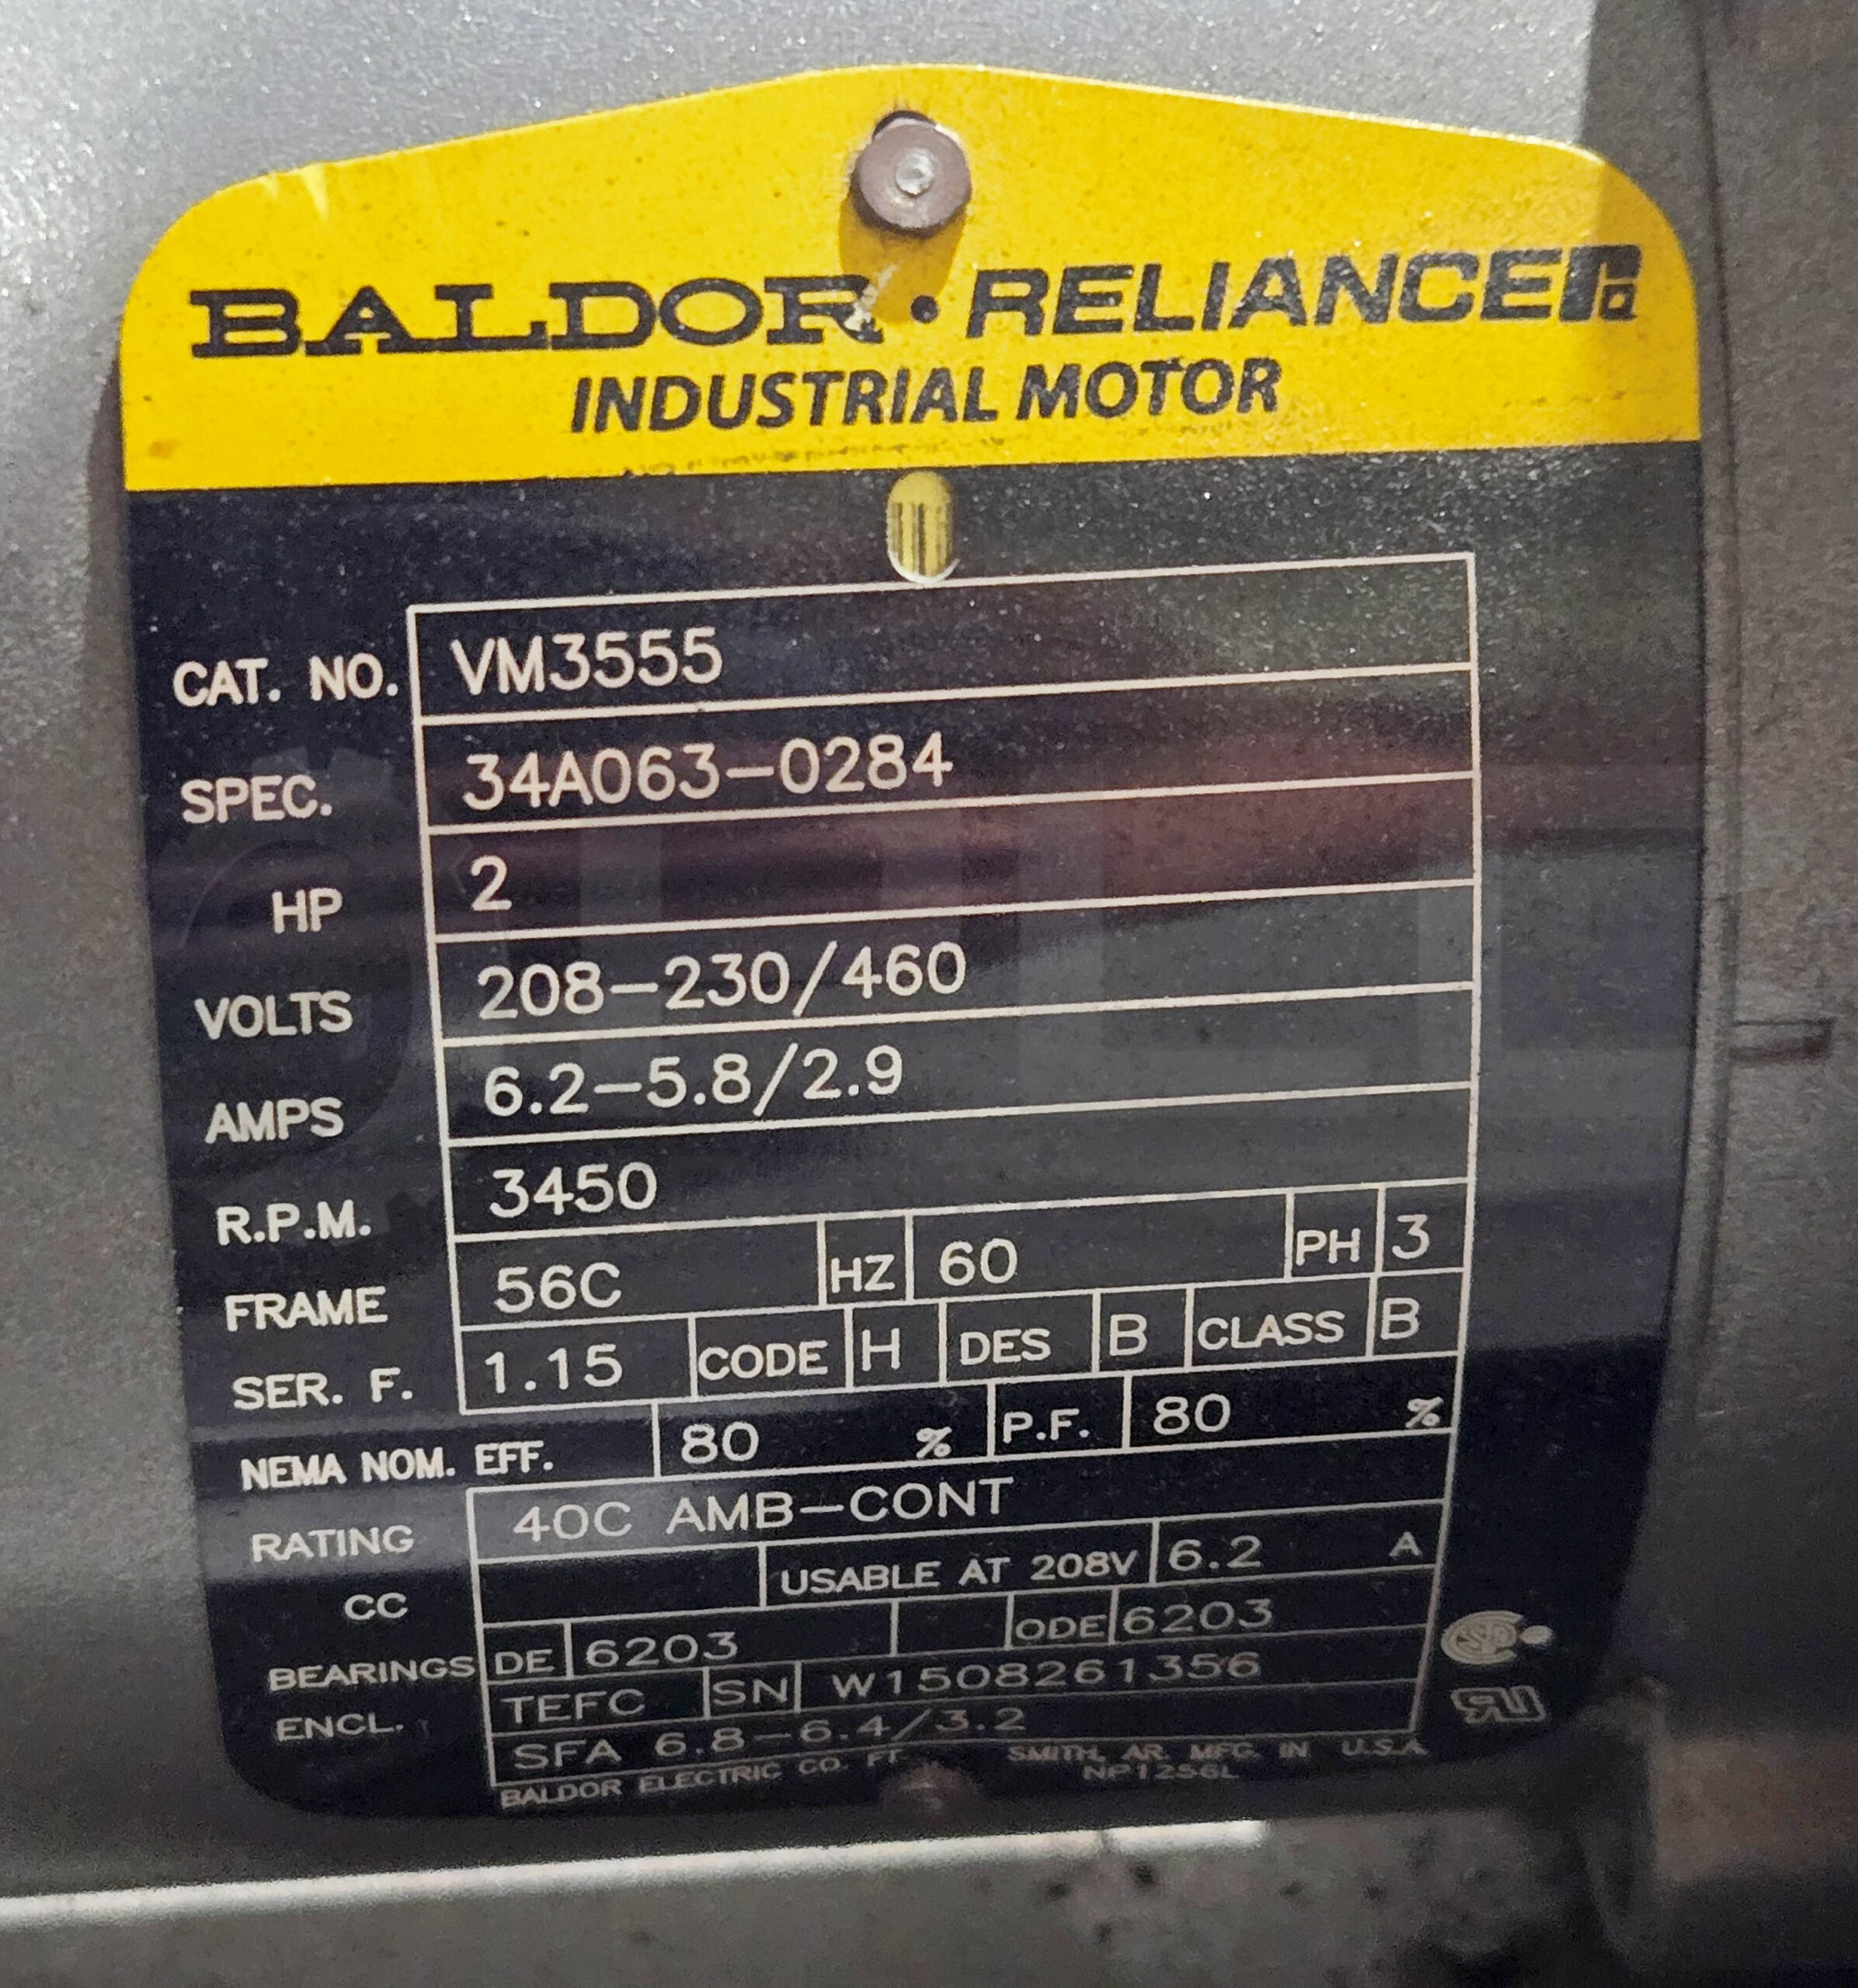 BALDOR • RELIANCE
INDUSTRIAL MOTOR
CAT. NO. VM3555
SPEC. 34A063-0284
HP 2
VOLTS 208-230/460
AMPS 6.2-5.8/2.9
R.P.M. 3450
FRAME 56C HZ 60 PH 3
SER. F. 1.15 CODE H DES B CLASS B
NEMA NOM. EFF. 80 % P.F. 80 %
RATING 40C AMB-CONT
CC USABLE AT 208V 6.2 A
BEARINGS DE 6203 ODE 6203
ENCL. TEFC SN W1508261356
SFA 6.8-6.4/3.2
BALDOR ELECTRIC CO. FT. SMITH, AR. MFG. IN U.S.A.
NP1256L